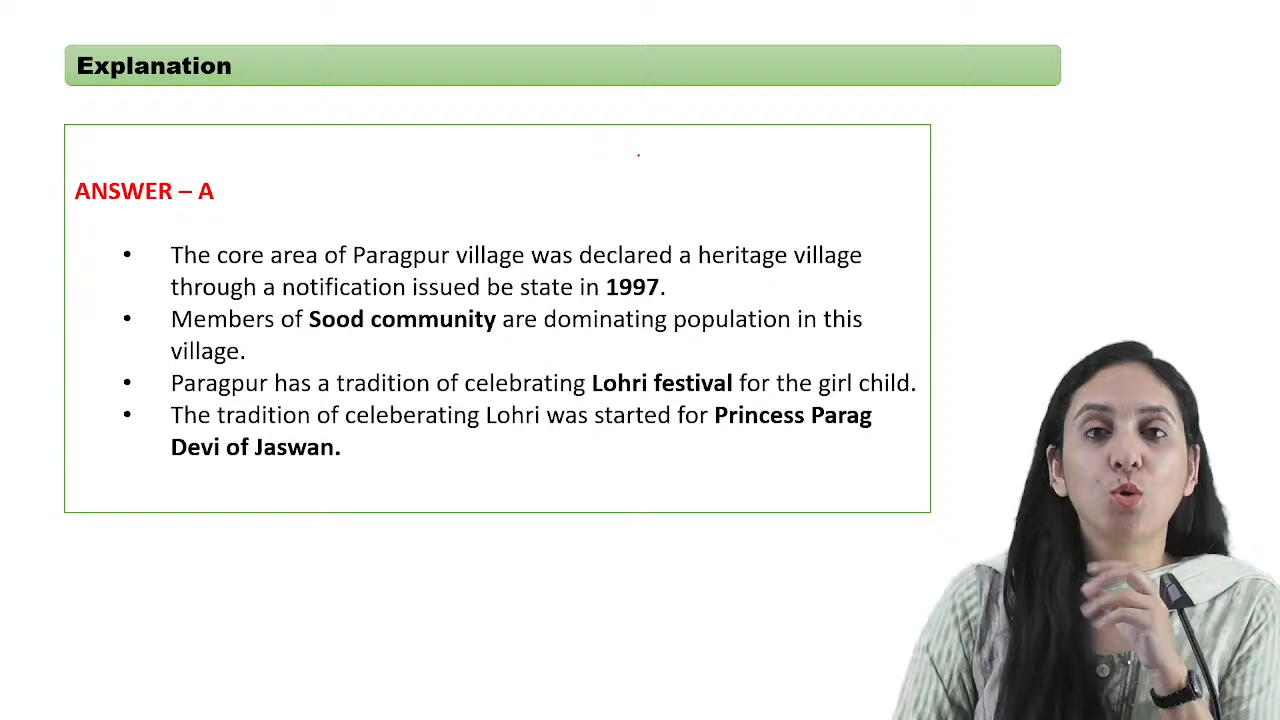 Explanation
ANSWER – A
• The core area of Paragpur village was declared a heritage village
through a notification issued be state in 1997.
• Members of Sood community are dominating population in this
village.
• Paragpur has a tradition of celebrating Lohri festival for the girl child.
• The tradition of celeberating Lohri was started for Princess Parag
Devi of Jaswan.